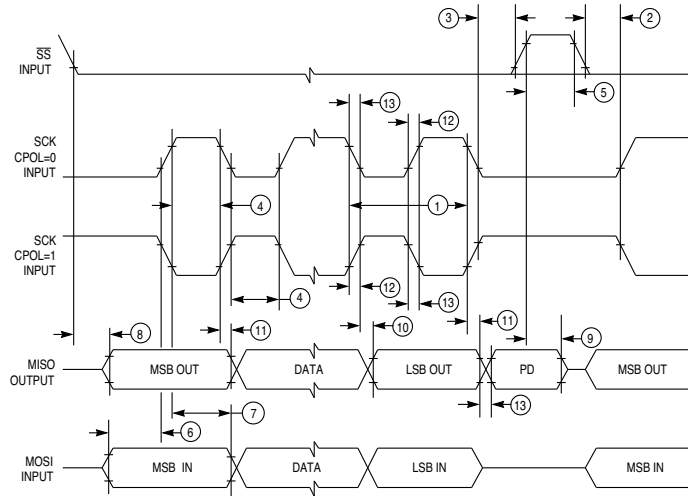 3
2
SS
INPUT
5
13
12
SCK
CPOL=0
INPUT
4
1
SCK
CPOL=1
INPUT
4
12
13
8
11
10
11
9
MISO
OUTPUT
MSB OUT
DATA
LSB OUT
PD
MSB OUT
13
7
6
MOSI
INPUT
MSB IN
DATA
LSB IN
MSB IN